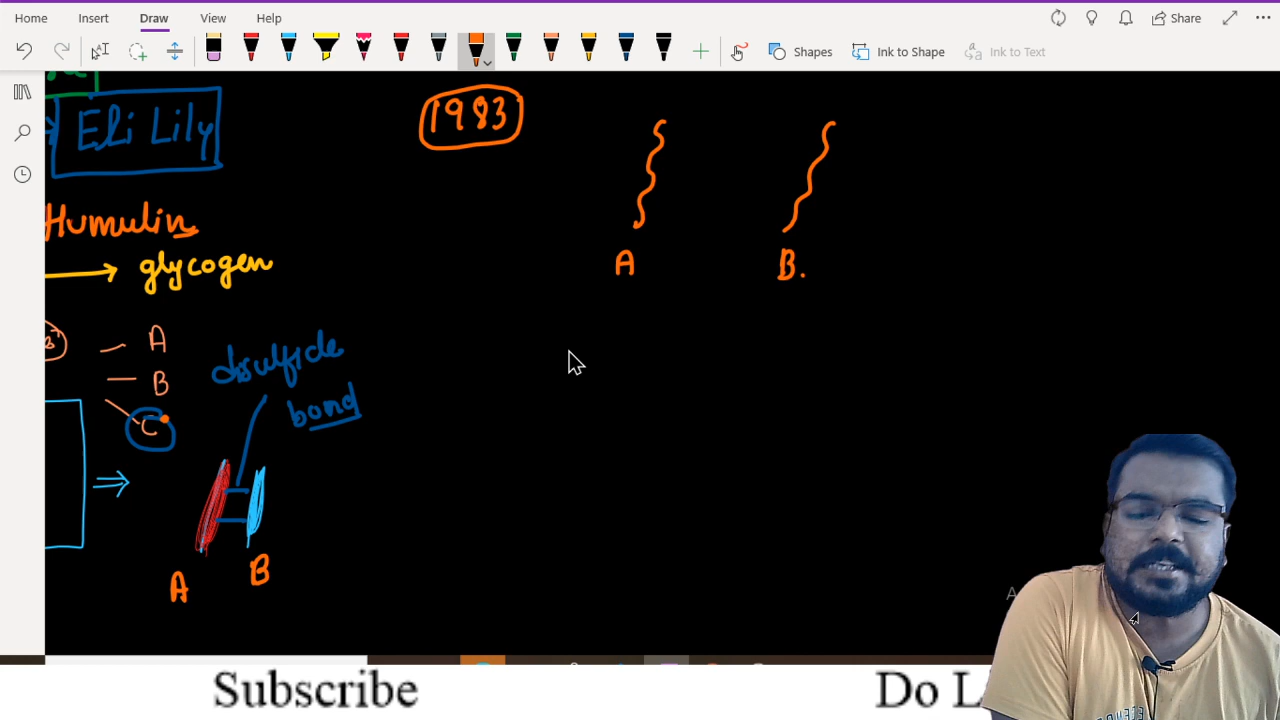 Home Insert Draw View Help
Share
Shapes Ink to Shape Ink to Text
Eli Lily
1983
Humulin
glycogen
A B.
A
B
C
disulfide
bond
A B
Subscribe Do L